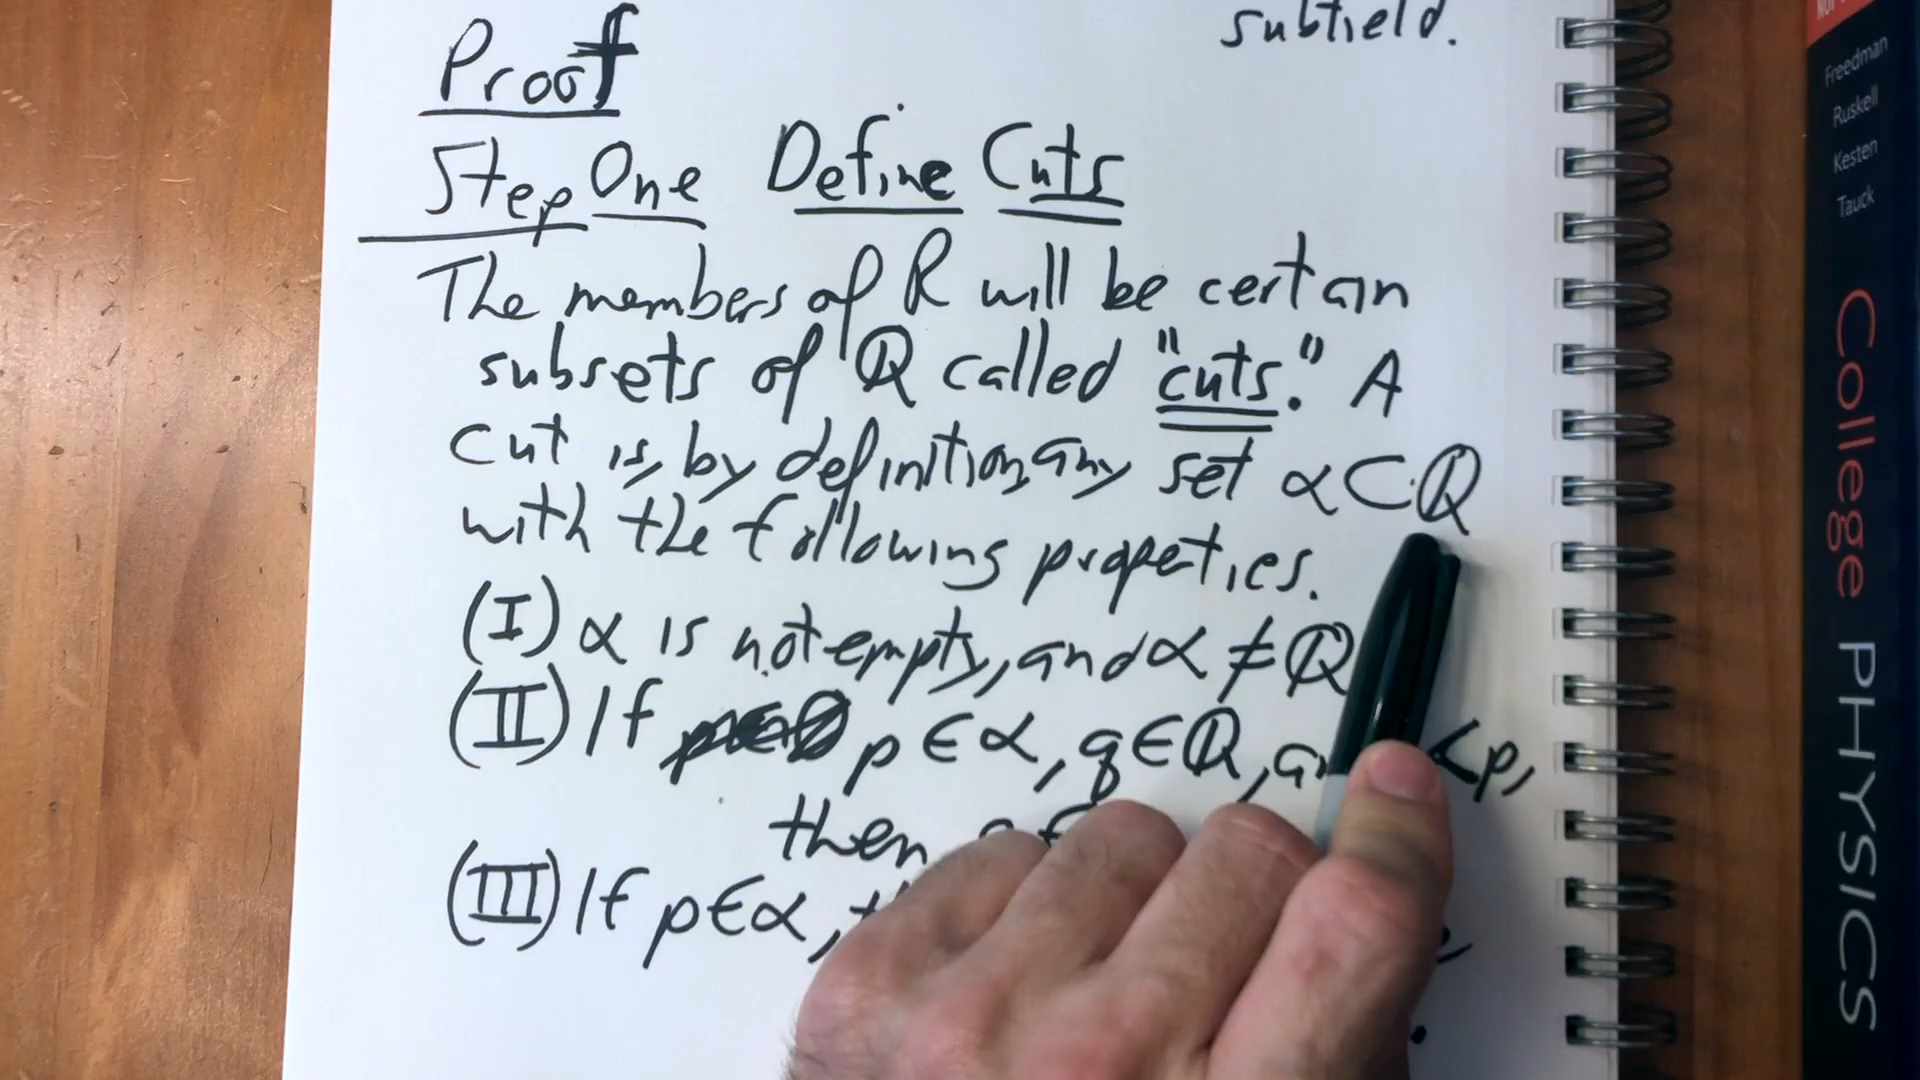 subfield.
Proof
Step One Define Cuts
The members of R will be certain
subsets of Q called "cuts." A
cut is, by definition, any set α⊂Q
with the following properties.
(I) α is not empty, and α ≠ Q
(II) If p∈α, q∈Q, <p,
then
(III) If p∈α,
Freedman
Ruskell
Kesten
Tauck
College PHYSICS